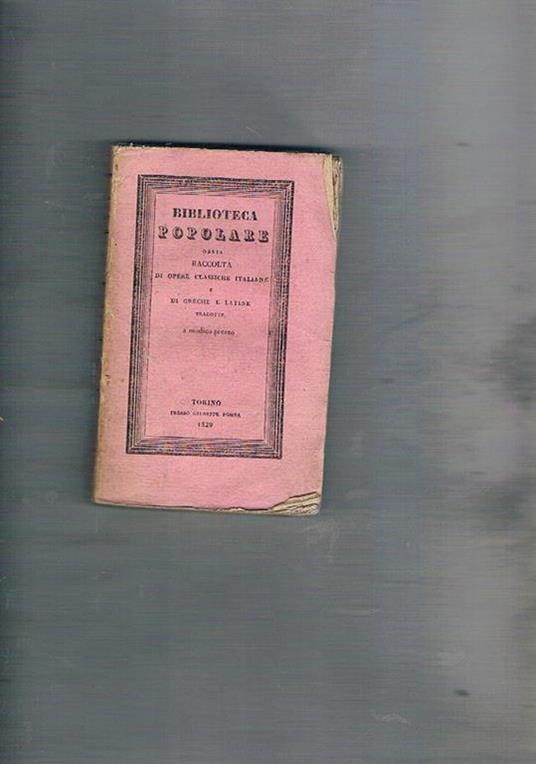 BIBLIOTECA
POPOLARE
OSSIA
RACCOLTA
DI OPERE CLASSICHE ITALIANE
E
DI GRECHE E LATINE
TRADOTTE
a modico prezzo
TORINO
PRESSO GIUSEPPE POMBA
1829